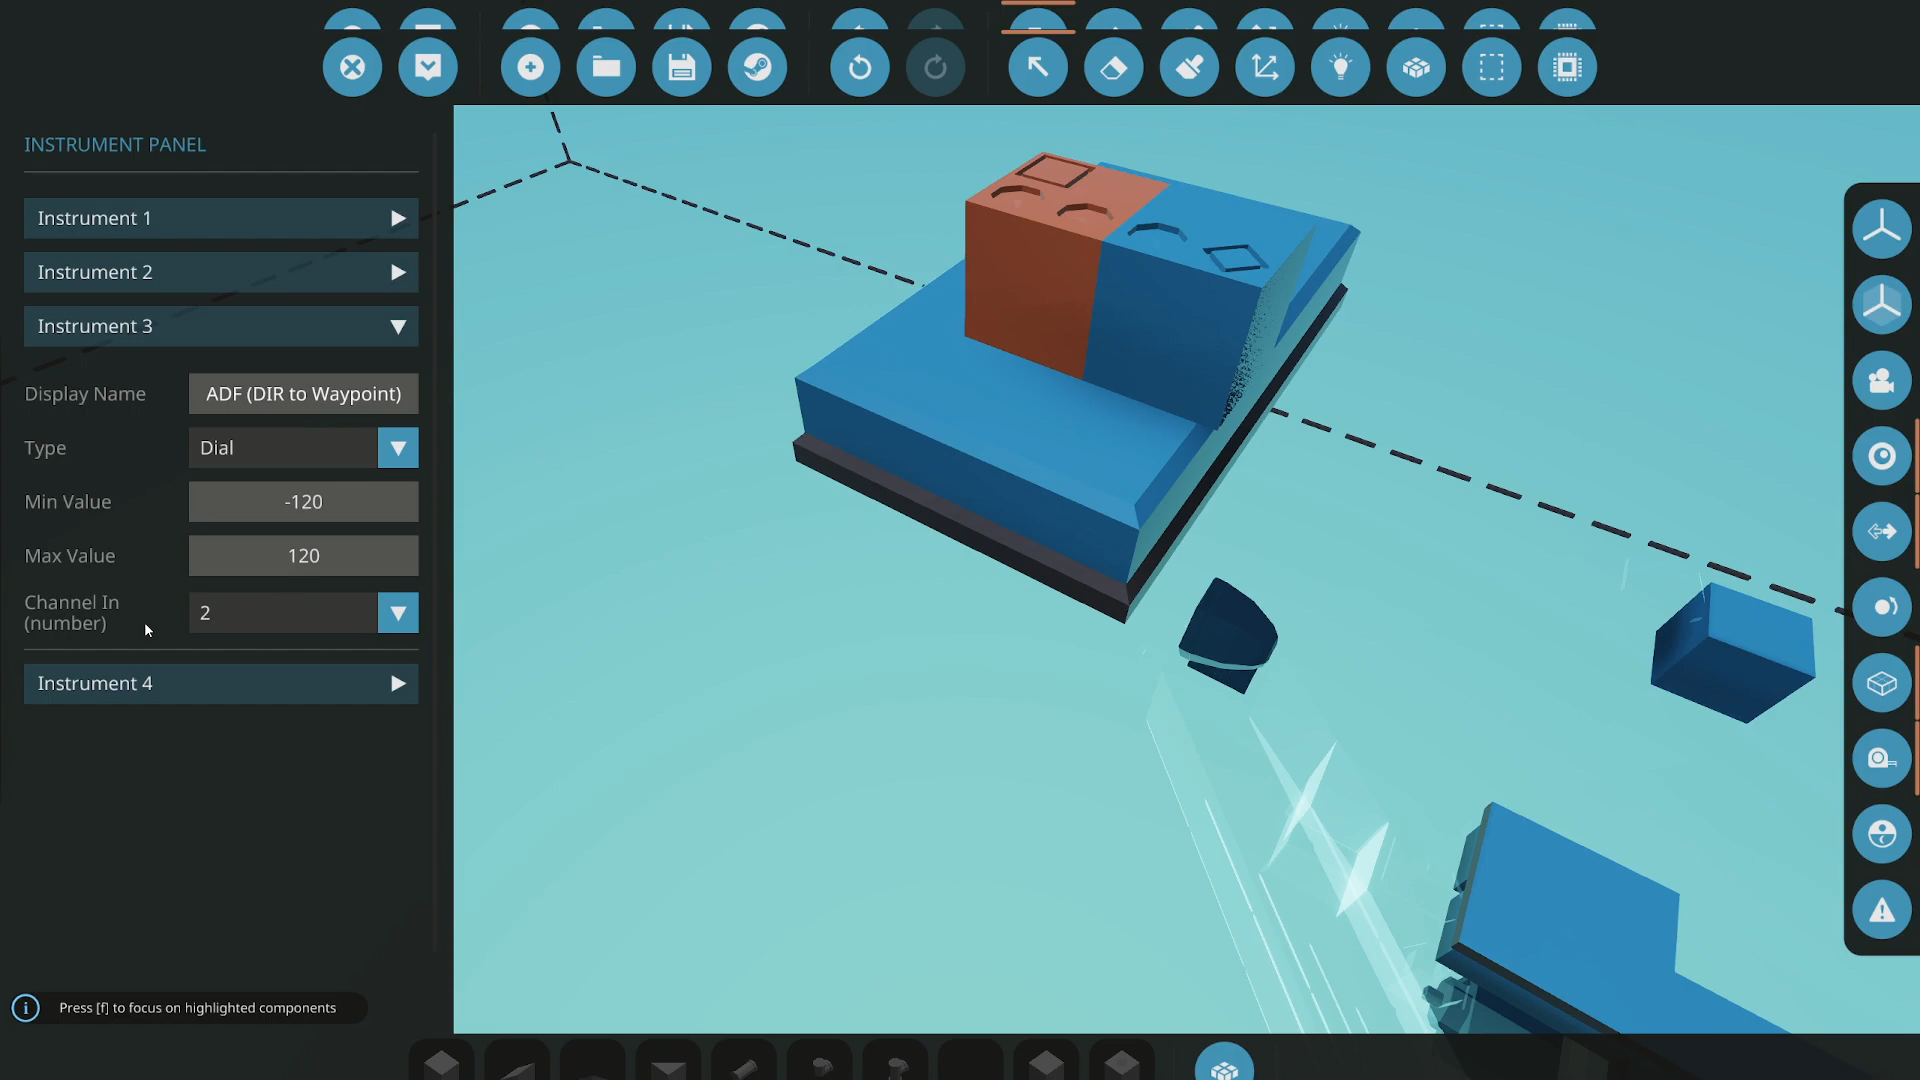 INSTRUMENT PANEL
Instrument 1
Instrument 2
Instrument 3
Display Name
ADF (DIR to Waypoint)
Type
Dial
Min Value
-120
Max Value
120
Channel In
(number)
2
Instrument 4
Press [f] to focus on highlighted components